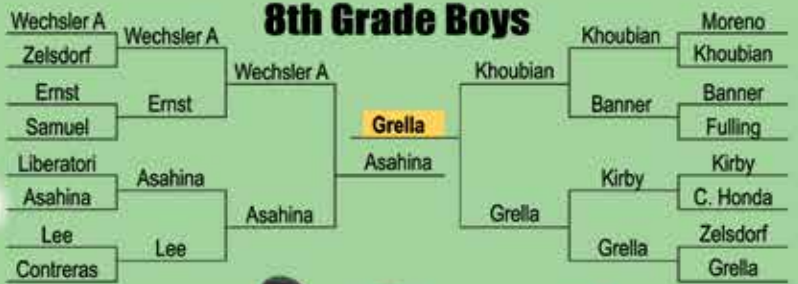 8th Grade Boys
Wechsler A
Zelsdorf
Ernst
Samuel
Liberatori
Asahina
Lee
Contreras
Wechsler A
Ernst
Asahina
Lee
Wechsler A
Asahina
Grella
Asahina
Khoubian
Grella
Khoubian
Banner
Kirby
Grella
Moreno
Khoubian
Banner
Fulling
Kirby
C. Honda
Zelsdorf
Grella